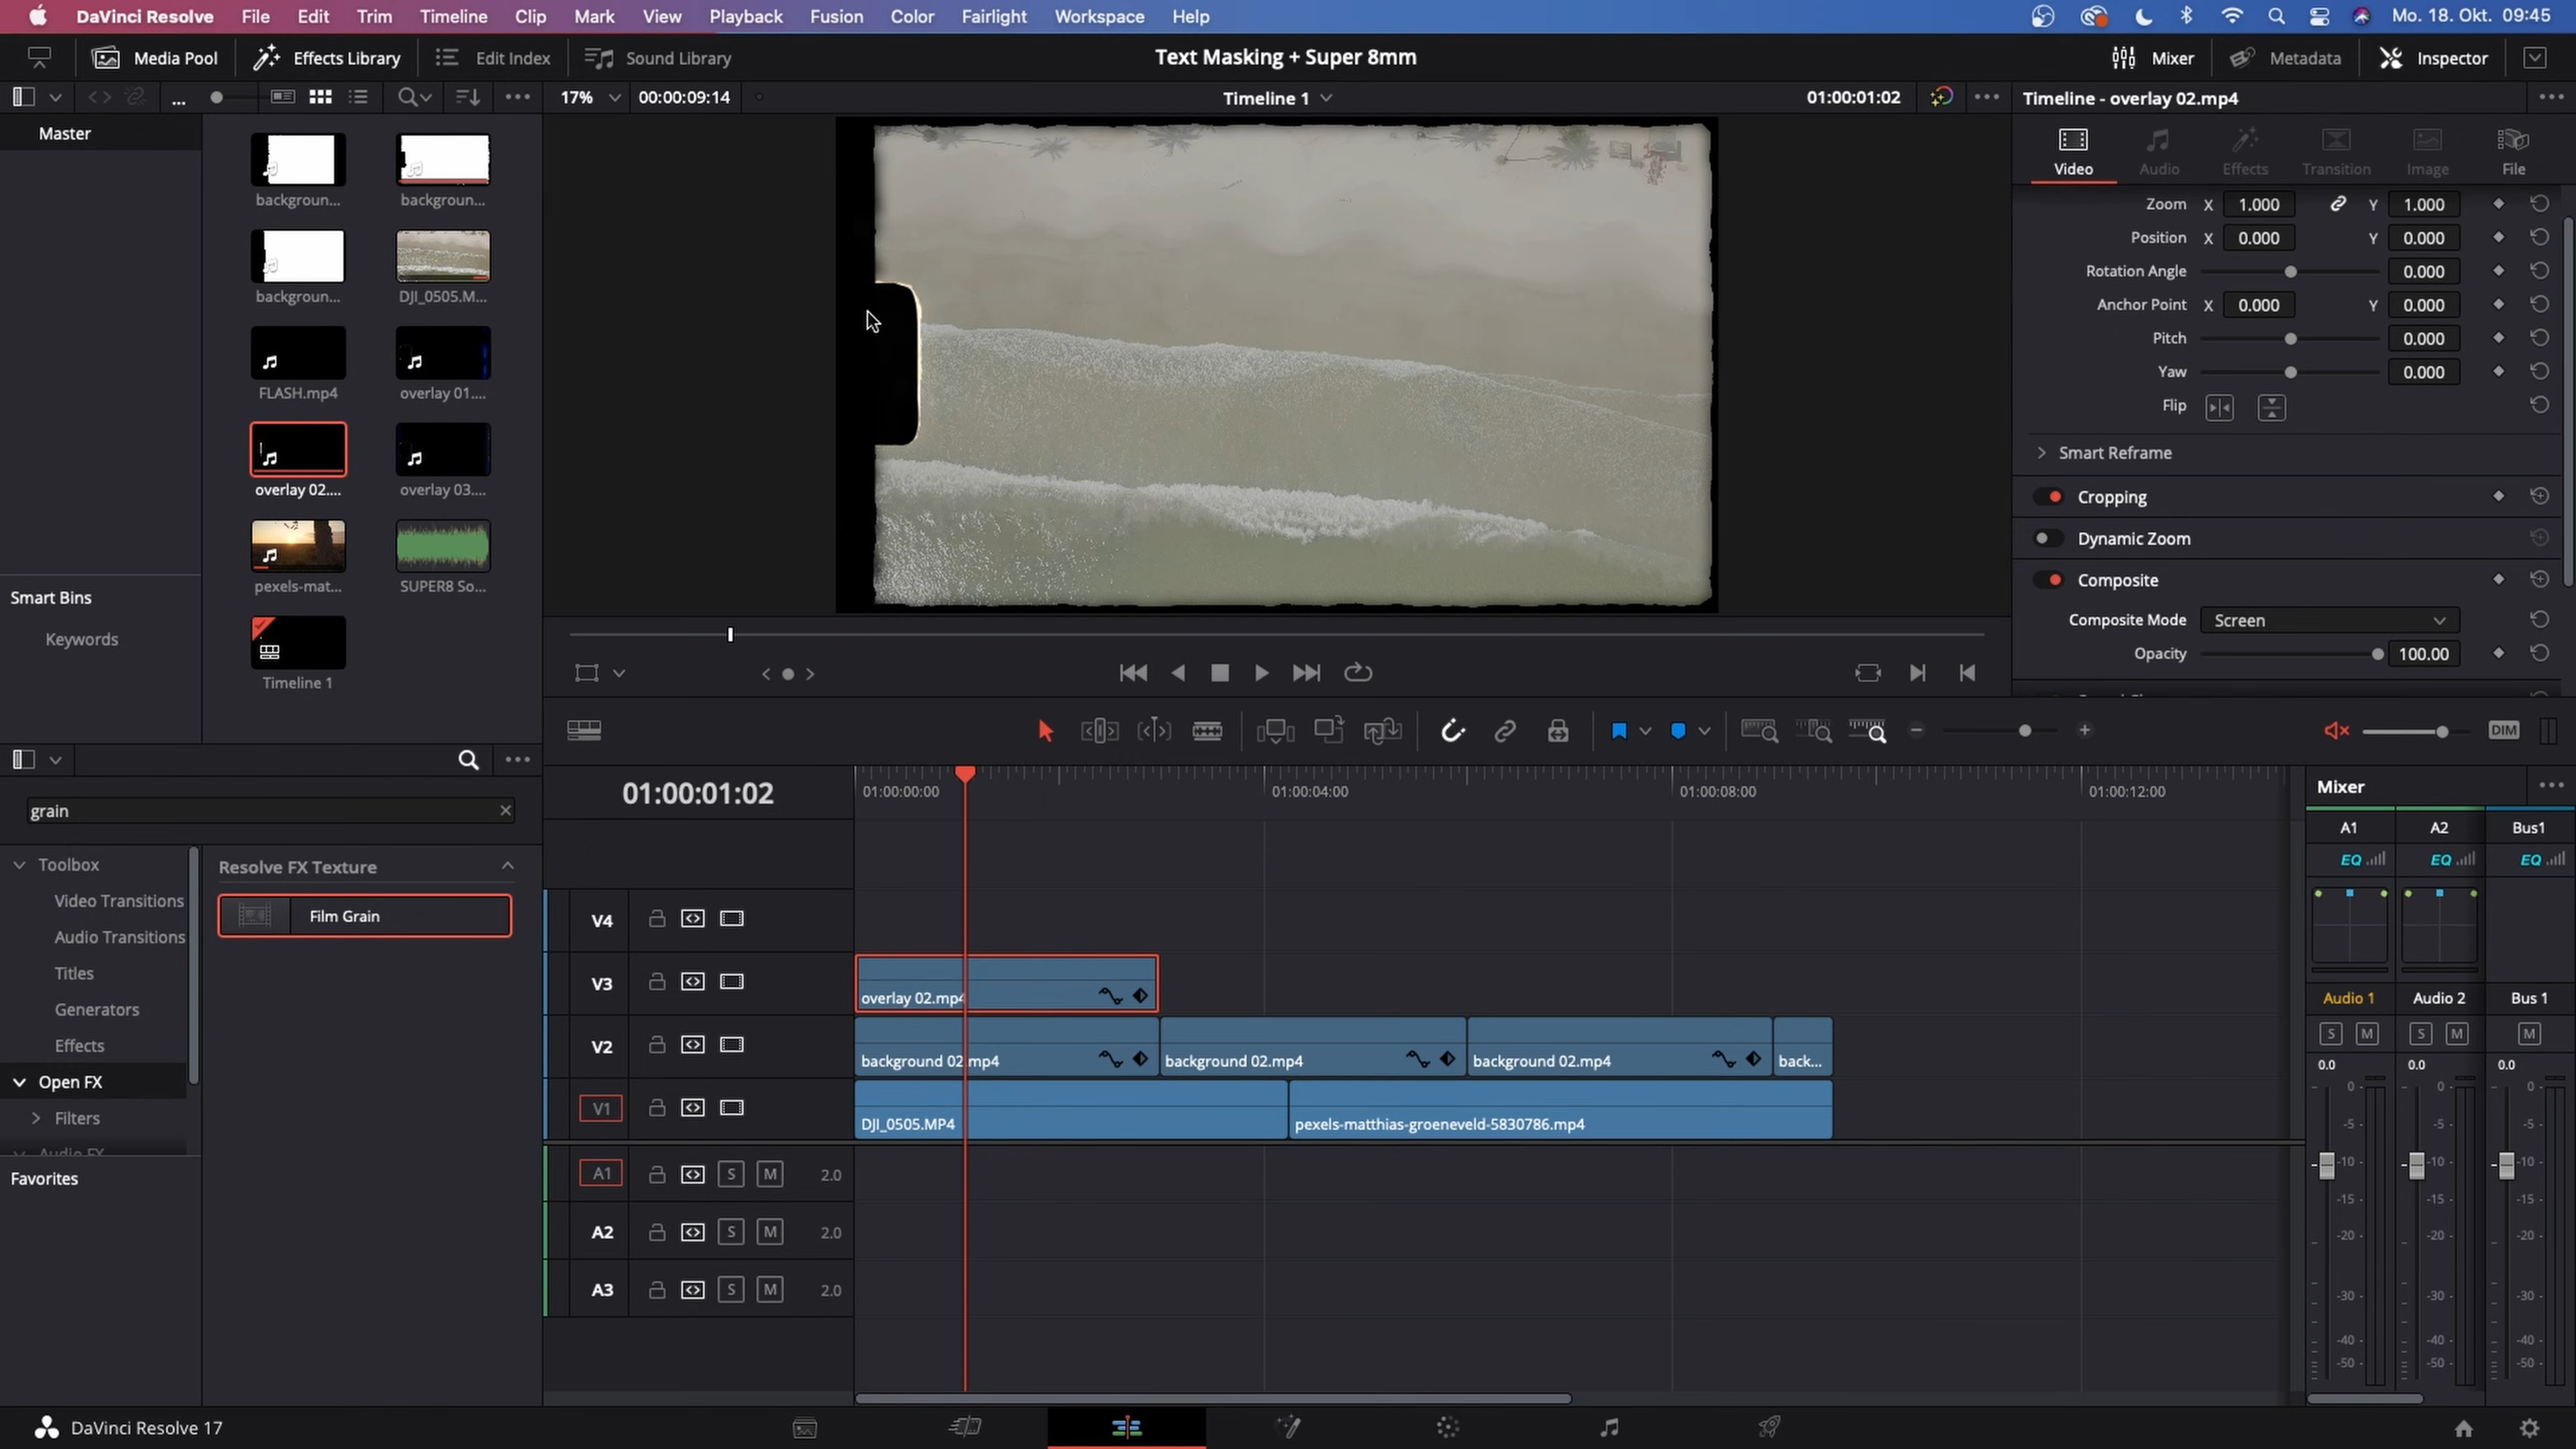 DaVinci Resolve File Edit Trim Timeline Clip Mark View Playback Fusion Color Fairlight Workspace Help Mo. 18. Okt. 09:45
Media Pool Effects Library Edit Index Sound Library Text Masking + Super 8mm Mixer Metadata Inspector
17% 00:00:09:14 Timeline 1 01:00:01:02 Timeline - overlay 02.mp4
Master
backgroun... backgroun...
backgroun... DJI_0505.M...
FLASH.mp4 overlay 01....
overlay 02.... overlay 03....
pexels-mat... SUPER8 So...
Timeline 1
Smart Bins
Keywords
Video Audio Effects Transition Image File
Zoom X 1.000 Y 1.000
Position X 0.000 Y 0.000
Rotation Angle 0.000
Anchor Point X 0.000 Y 0.000
Pitch 0.000
Yaw 0.000
Flip
Smart Reframe
Cropping
Dynamic Zoom
Composite
Composite Mode Screen
Opacity 100.00
DIM
grain
Toolbox
Video Transitions
Audio Transitions
Titles
Generators
Effects
Open FX
Filters
Audio FX
Favorites
Resolve FX Texture
Film Grain
01:00:01:02 01:00:00:00 01:00:04:00 01:00:08:00 01:00:12:00
V4
V3 overlay 02.mp4
V2 background 02.mp4 background 02.mp4 background 02.mp4 back...
V1 DJI_0505.MP4 pexels-matthias-groeneveld-5830786.mp4
A1 S M 2.0
A2 S M 2.0
A3 S M 2.0
Mixer
A1 A2 Bus1
EQ EQ EQ
Audio 1 Audio 2 Bus 1
S M S M M
0.0 0.0 0.0
0 0 0
-5 -5 -5
-10 -10 -10
-15 -15 -15
-20 -20 -20
-30 -30 -30
-40 -40 -40
-50 -50 -50
DaVinci Resolve 17